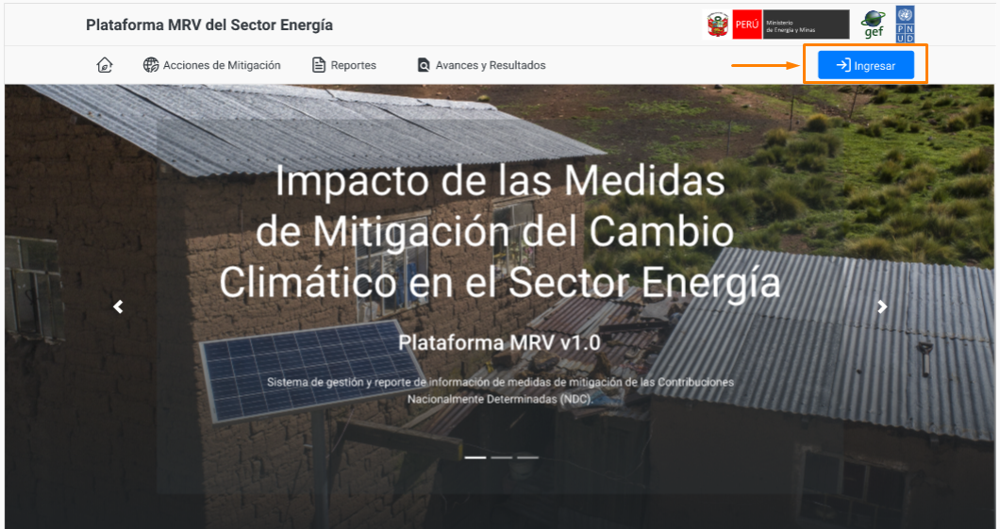 Plataforma MRV del Sector Energía
PERÚ
Ministerio
de Energía y Minas
gef
P N
U D
Acciones de Mitigación
Reportes
Avances y Resultados
Ingresar
Impacto de las Medidas
de Mitigación del Cambio
Climático en el Sector Energía
Plataforma MRV v1.0
Sistema de gestión y reporte de información de medidas de mitigación de las Contribuciones
Nacionalmente Determinadas (NDC).